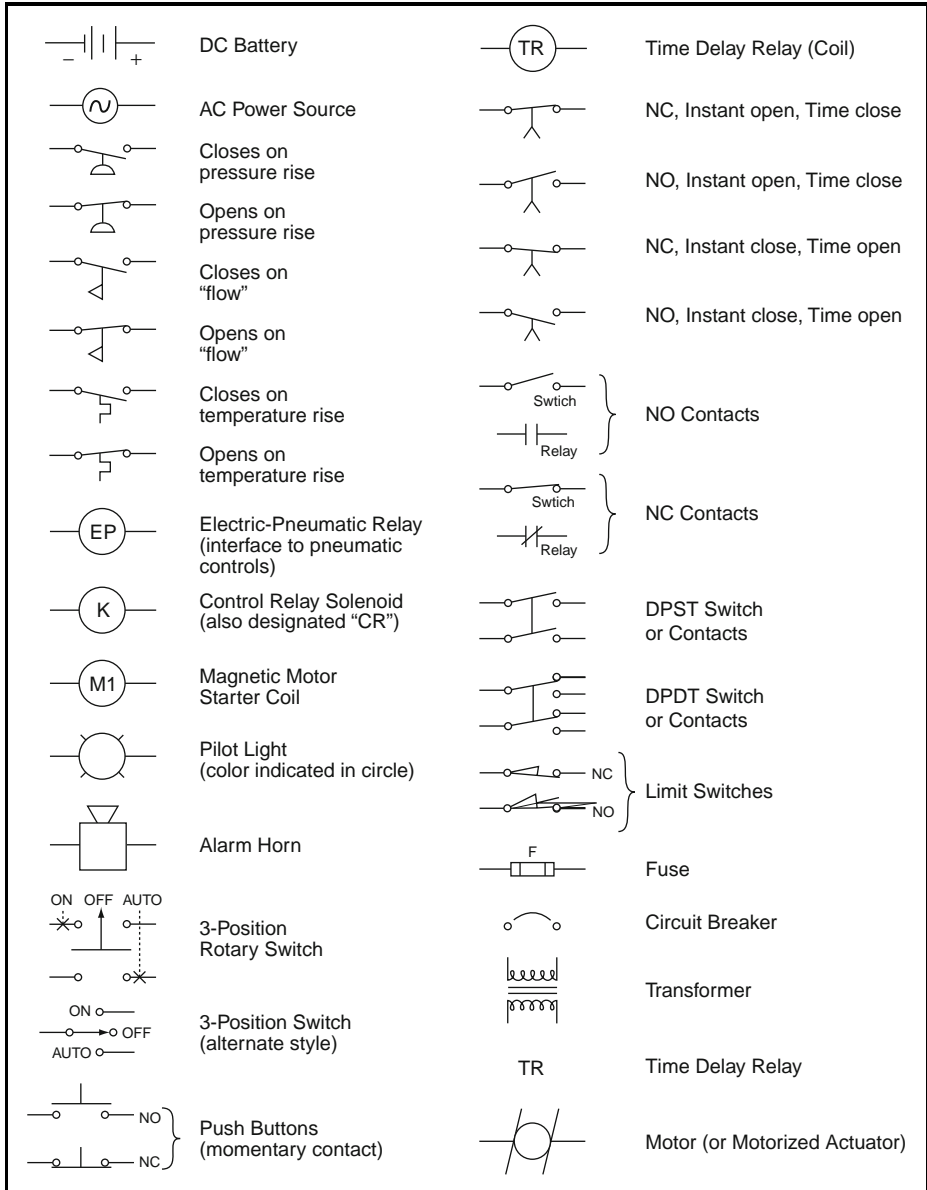 − +
DC Battery
AC Power Source
Closes on
pressure rise
Opens on
pressure rise
Closes on
“flow”
Opens on
“flow”
Closes on
temperature rise
Opens on
temperature rise
EP
Electric-Pneumatic Relay
(interface to pneumatic
controls)
K
Control Relay Solenoid
(also designated “CR”)
M1
Magnetic Motor
Starter Coil
Pilot Light
(color indicated in circle)
Alarm Horn
ON OFF AUTO
3-Position
Rotary Switch
ON
OFF
AUTO
3-Position Switch
(alternate style)
NO
NC
Push Buttons
(momentary contact)
TR
Time Delay Relay (Coil)
NC, Instant open, Time close
NO, Instant open, Time close
NC, Instant close, Time open
NO, Instant close, Time open
Swtich
Relay
NO Contacts
Swtich
Relay
NC Contacts
DPST Switch
or Contacts
DPDT Switch
or Contacts
NC
NO
Limit Switches
F
Fuse
Circuit Breaker
Transformer
TR
Time Delay Relay
Motor (or Motorized Actuator)